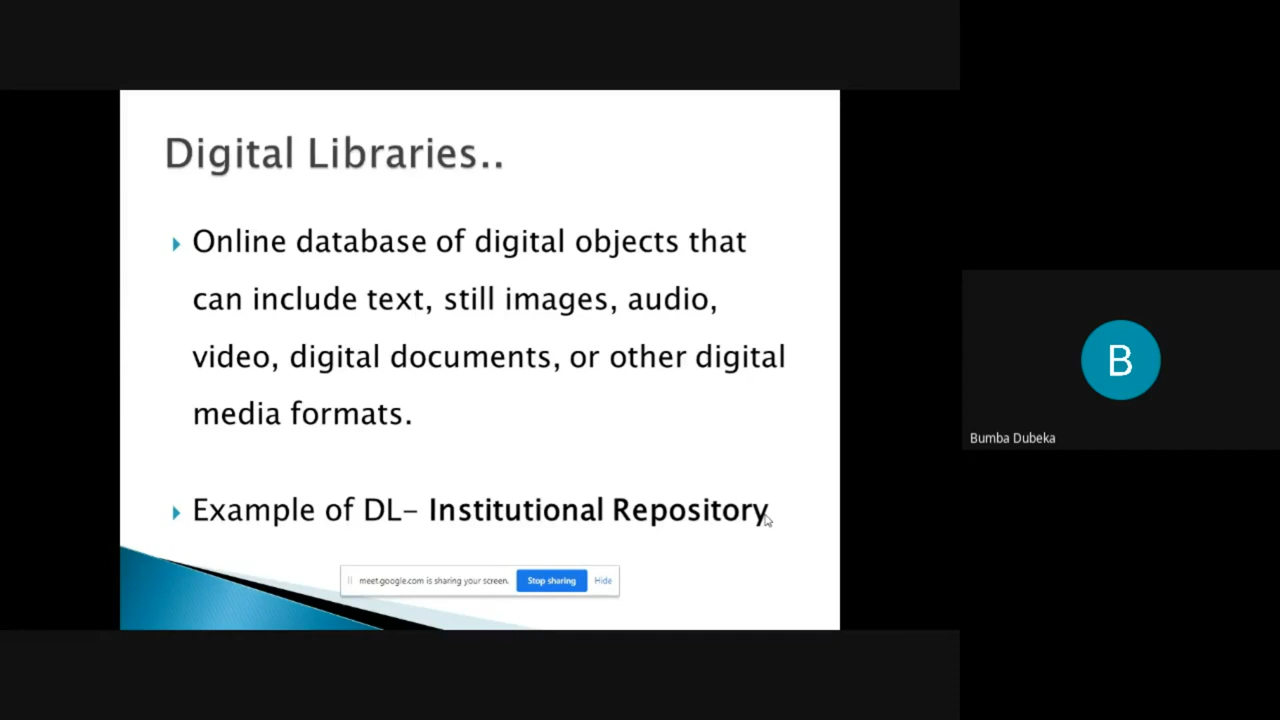 Digital Libraries..
Online database of digital objects that
can include text, still images, audio,
video, digital documents, or other digital
media formats.
Example of DL– Institutional Repository
meet.google.com is sharing your screen.
Stop sharing
Hide
B
Bumba Dubeka